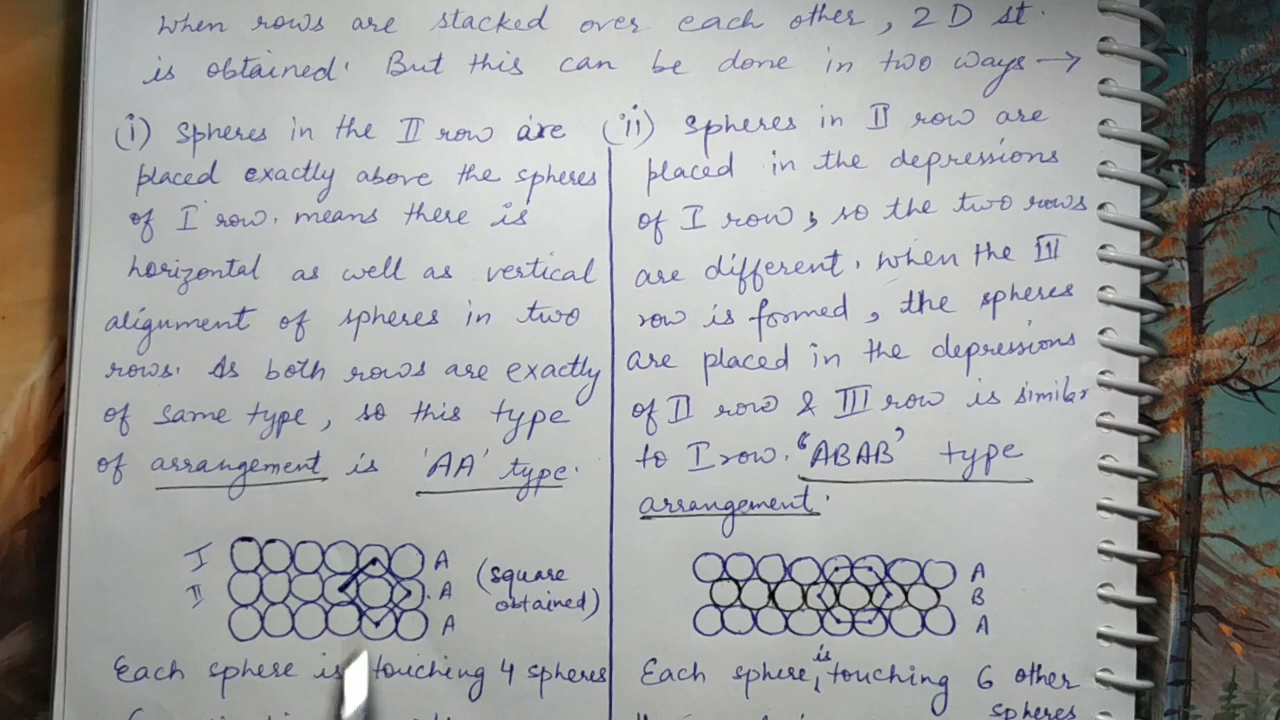 When rows are stacked over each other, 2 D st.
is obtained. But this can be done in two ways →
(i) Spheres in the II row are
placed exactly above the spheres
of I row. means there is
horizontal as well as vertical
alignment of spheres in two
rows. As both rows are exactly
of same type, so this type
of arrangement is 'AA' type.
I A
II A
A
(square
obtained)
Each sphere is touching 4 spheres
(ii) Spheres in II row are
placed in the depressions
of I row, so the two rows
are different. When the III
row is formed, the spheres
are placed in the depressions
of II row & III row is similar
to I row. "ABAB" type
arrangement.
A
B
A
Each sphere is touching 6 other
spheres